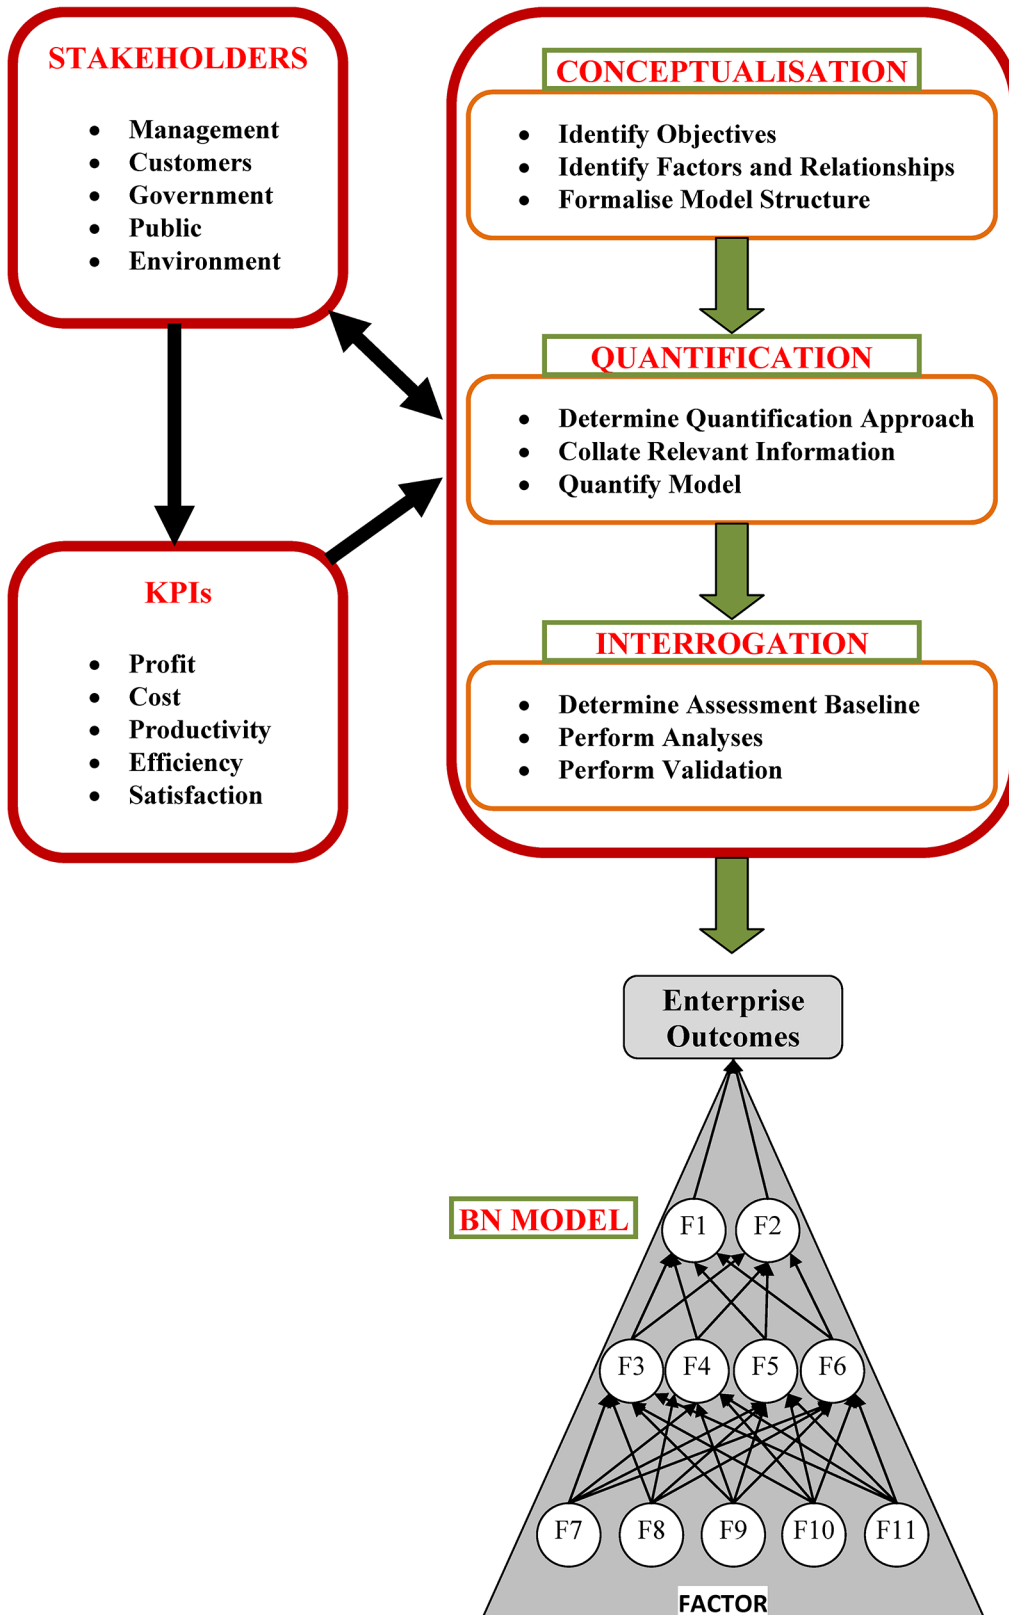 STAKEHOLDERS
• Management
• Customers
• Government
• Public
• Environment
KPIs
• Profit
• Cost
• Productivity
• Efficiency
• Satisfaction
CONCEPTUALISATION
• Identify Objectives
• Identify Factors and Relationships
• Formalise Model Structure
QUANTIFICATION
• Determine Quantification Approach
• Collate Relevant Information
• Quantify Model
INTERROGATION
• Determine Assessment Baseline
• Perform Analyses
• Perform Validation
Enterprise
Outcomes
BN MODEL
F1 F2
F3 F4 F5 F6
F7 F8 F9 F10 F11
FACTOR